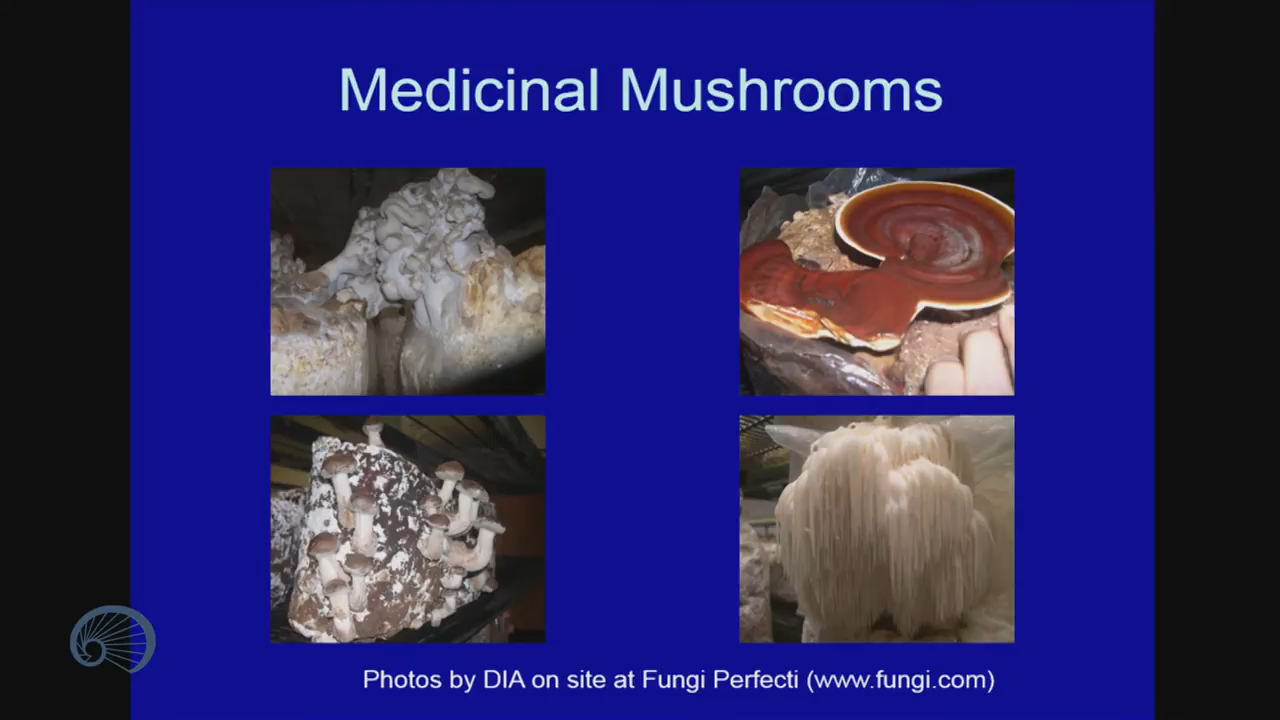 Medicinal Mushrooms
Photos by DIA on site at Fungi Perfecti (www.fungi.com)